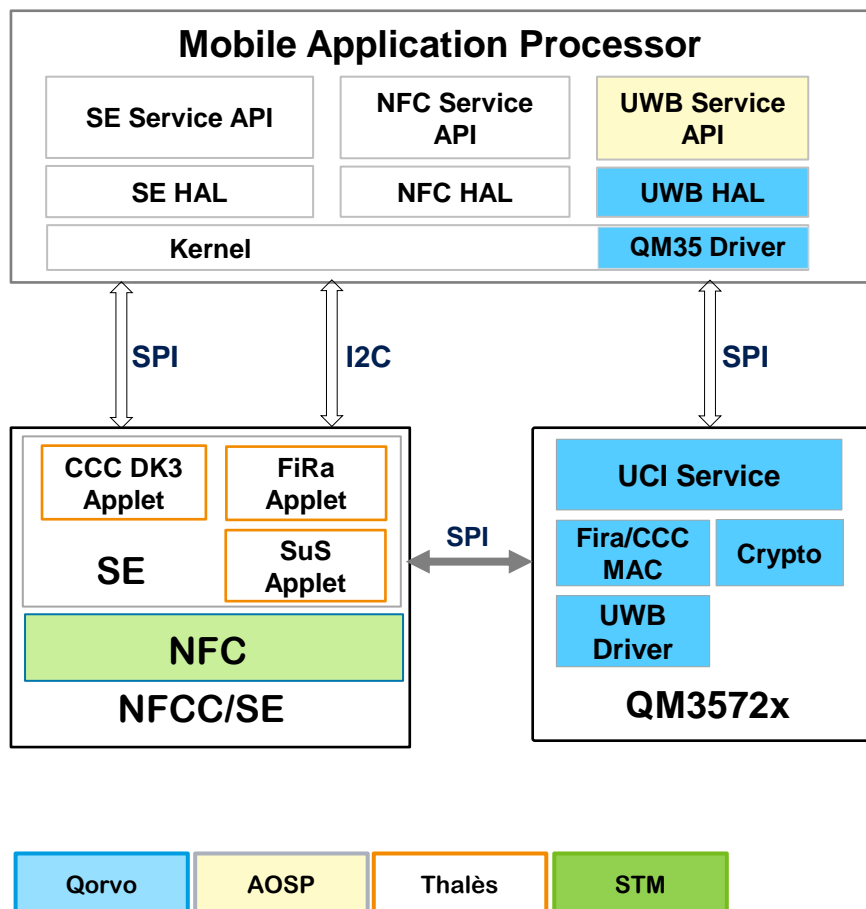 Mobile Application Processor
SE Service API
NFC Service
API
UWB Service
API
SE HAL
NFC HAL
UWB HAL
Kernel
QM35 Driver
SPI
I2C
SPI
CCC DK3
Applet
FiRa
Applet
SE
SuS
Applet
NFC
NFCC/SE
SPI
UCI Service
Fira/CCC
MAC
Crypto
UWB
Driver
QM3572x
Qorvo
AOSP
Thalès
STM